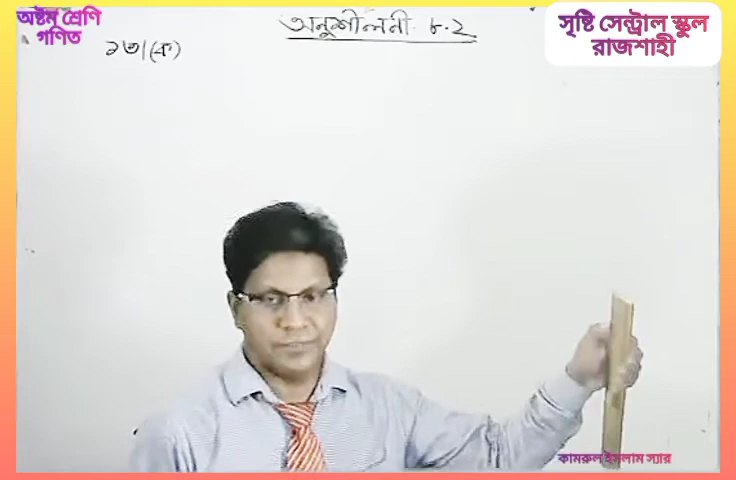 অষ্টম শ্রেণি
গণিত
অনুশীলনী ৮.২
সৃষ্টি সেন্ট্রাল স্কুল
রাজশাহী
১৩।(ক)
কামরুল ইসলাম স্যার